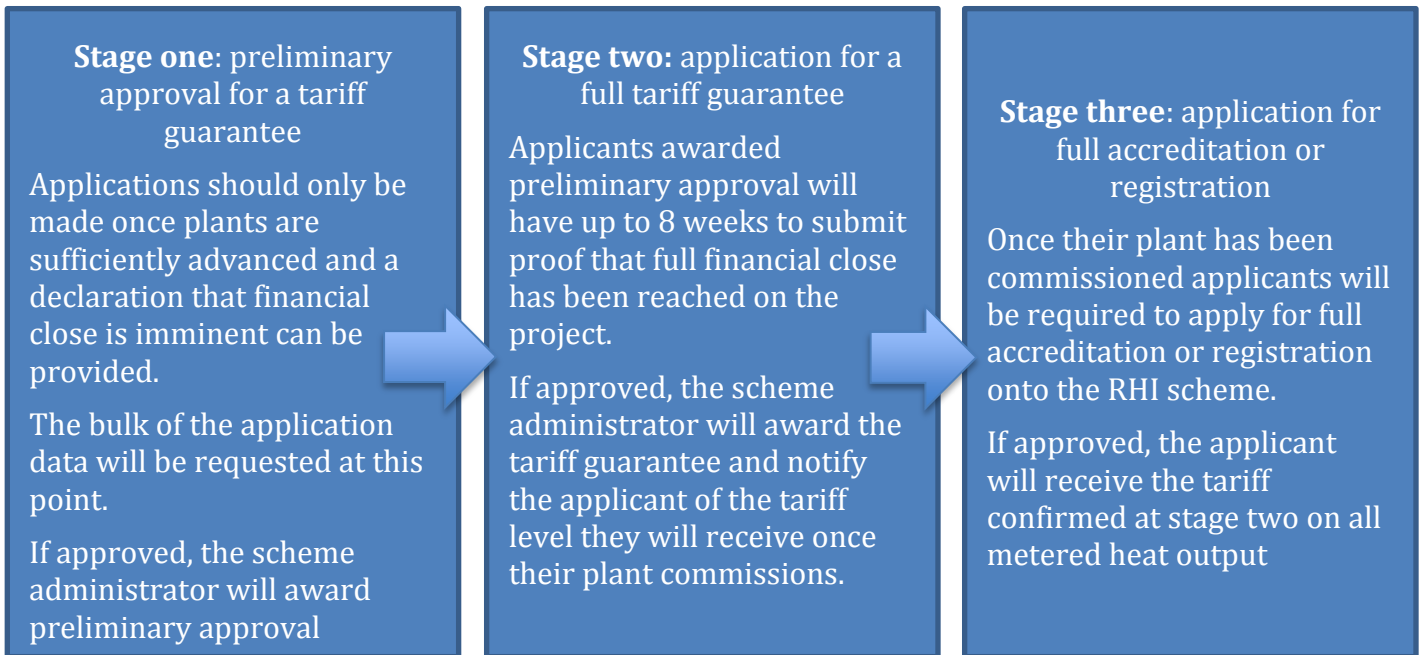 Stage one: preliminary
approval for a tariff
guarantee
Applications should only be
made once plants are
sufficiently advanced and a
declaration that financial
close is imminent can be
provided.
The bulk of the application
data will be requested at this
point.
If approved, the scheme
administrator will award
preliminary approval
Stage two: application for a
full tariff guarantee
Applicants awarded
preliminary approval will
have up to 8 weeks to submit
proof that full financial close
has been reached on the
project.
If approved, the scheme
administrator will award the
tariff guarantee and notify
the applicant of the tariff
level they will receive once
their plant commissions.
Stage three: application for
full accreditation or
registration
Once their plant has been
commissioned applicants will
be required to apply for full
accreditation or registration
onto the RHI scheme.
If approved, the applicant
will receive the tariff
confirmed at stage two on all
metered heat output